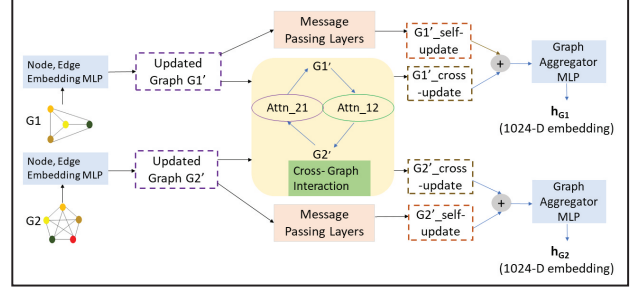 Message
Passing Layers
G1’_self-
update
Node, Edge
Embedding MLP
Updated
Graph G1’
G1’
G1’_cross
-update
+
Graph
Aggregator
MLP
G1
Attn_21
Attn_12
h_G1
(1024-D embedding)
Node, Edge
Embedding MLP
Updated
Graph G2’
G2’
Cross- Graph
Interaction
G2’_cross
-update
+
Graph
Aggregator
MLP
G2
Message
Passing Layers
G2’_self-
update
h_G2
(1024-D embedding)